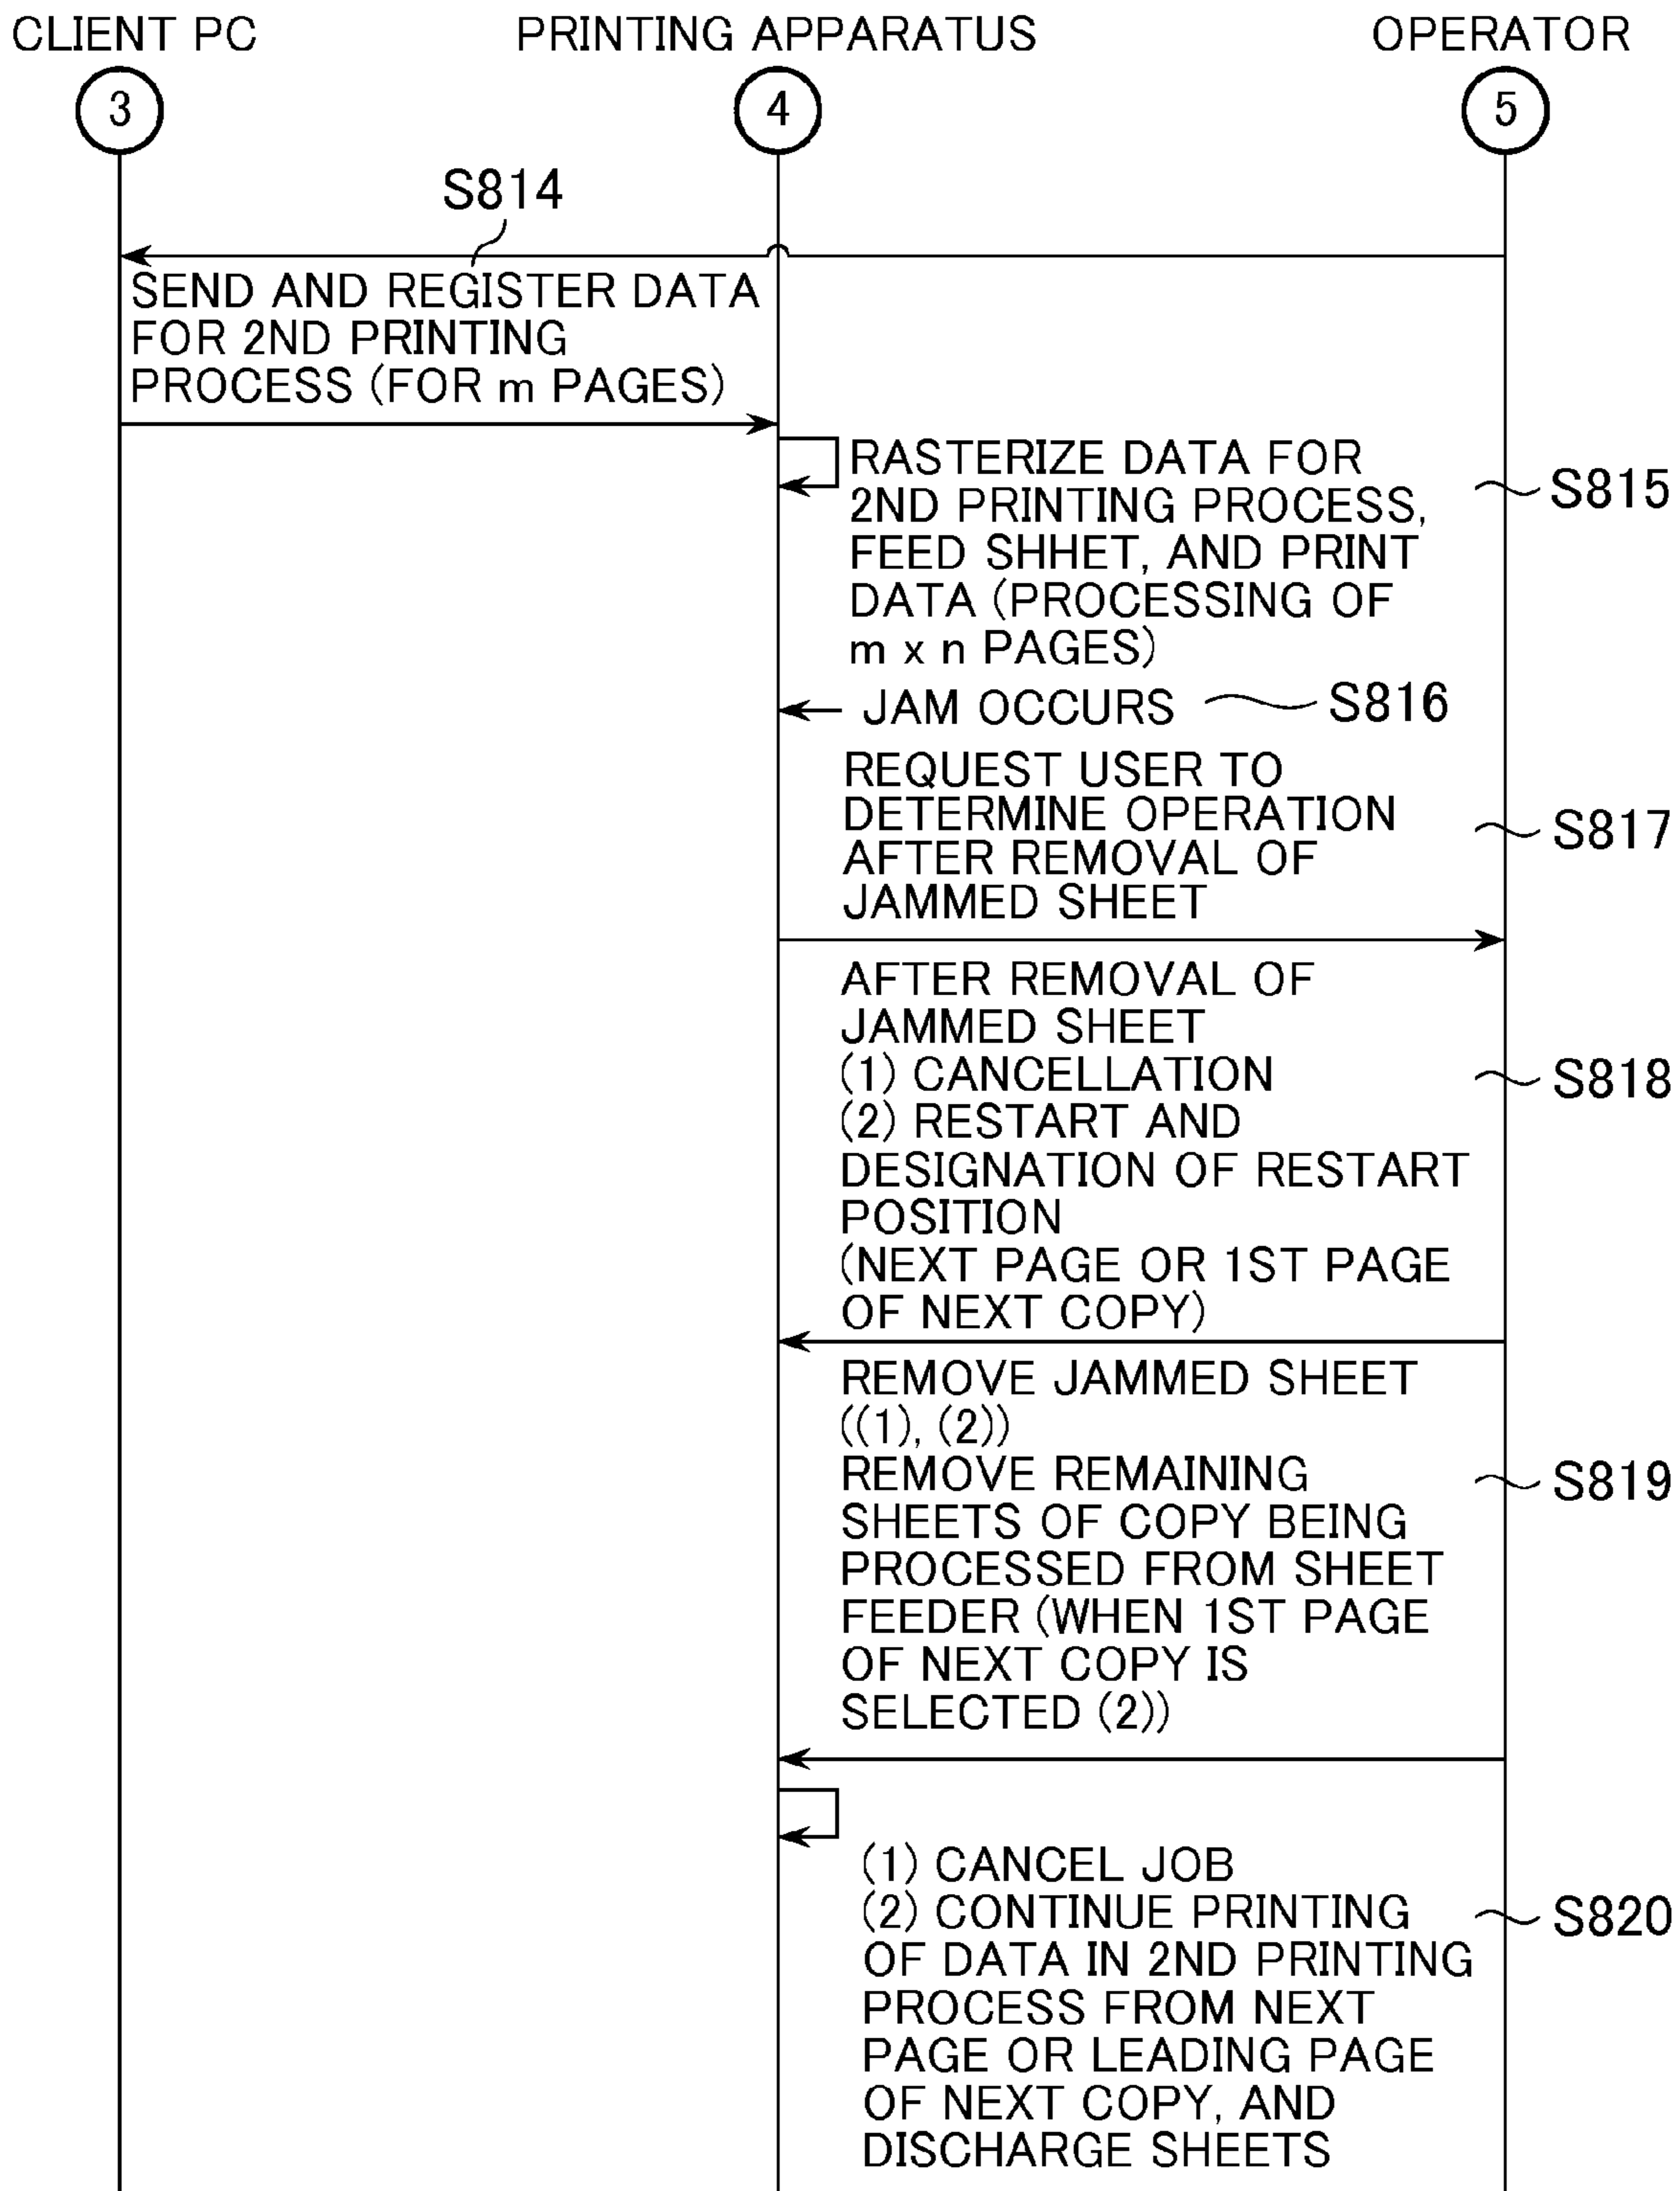 CLIENT PC
PRINTING APPARATUS
OPERATOR
3
4
5
S814
SEND AND REGISTER DATA
FOR 2ND PRINTING
PROCESS (FOR m PAGES)
RASTERIZE DATA FOR
2ND PRINTING PROCESS,
FEED SHHET, AND PRINT
DATA (PROCESSING OF
m x n PAGES)
S815
JAM OCCURS
S816
REQUEST USER TO
DETERMINE OPERATION
AFTER REMOVAL OF
JAMMED SHEET
S817
AFTER REMOVAL OF
JAMMED SHEET
(1) CANCELLATION
(2) RESTART AND
DESIGNATION OF RESTART
POSITION
(NEXT PAGE OR 1ST PAGE
OF NEXT COPY)
S818
REMOVE JAMMED SHEET
((1), (2))
REMOVE REMAINING
SHEETS OF COPY BEING
PROCESSED FROM SHEET
FEEDER (WHEN 1ST PAGE
OF NEXT COPY IS
SELECTED (2))
S819
(1) CANCEL JOB
(2) CONTINUE PRINTING
OF DATA IN 2ND PRINTING
PROCESS FROM NEXT
PAGE OR LEADING PAGE
OF NEXT COPY, AND
DISCHARGE SHEETS
S820